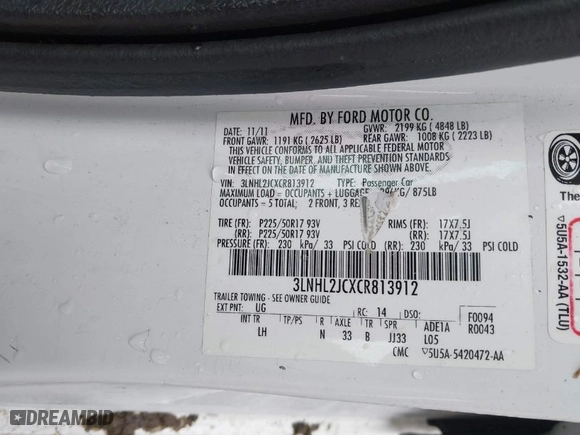 MFD. BY FORD MOTOR CO.
DATE: 11/11 GVWR: 2199 KG ( 4848 LB)
FRONT GAWR: 1191 KG ( 2625 LB) REAR GAWR: 1008 KG ( 2223 LB)
THIS VEHICLE CONFORMS TO ALL APPLICABLE FEDERAL MOTOR
VEHICLE SAFETY, BUMPER, AND THEFT PREVENTION STANDARDS IN
EFFECT ON THE DATE OF MANUFACTURE SHOWN ABOVE.
VIN: 3LNHL2JCXCR813912 TYPE: Passenger Car
MAXIMUM LOAD = OCCUPANTS + LUGGAGE KG/ 875LB
OCCUPANTS = 5 TOTAL; 2 FRONT, 3
TIRE (FR): P225/50R17 93V RIMS (FR): 17X7.5J
(RR): P225/50R17 93V (RR): 17X7.5J
PRESSURE (FR): 230 kPa/ 33 PSI COLD (RR): 230 kPa/ 33 PSI COLD
3LNHL2JCXCR813912
TRAILER TOWING - SEE OWNER GUIDE
EXT PNT: UG RC: 14 DSO: F0094
INT TR TP/PS R AXLE TR SPR ADE1A R0043
LH N 33 B JJ33 L05
CMC ▽5U5A-5420472-AA
The
▽5U5A-1532-AA (TLU)
DREAMBID